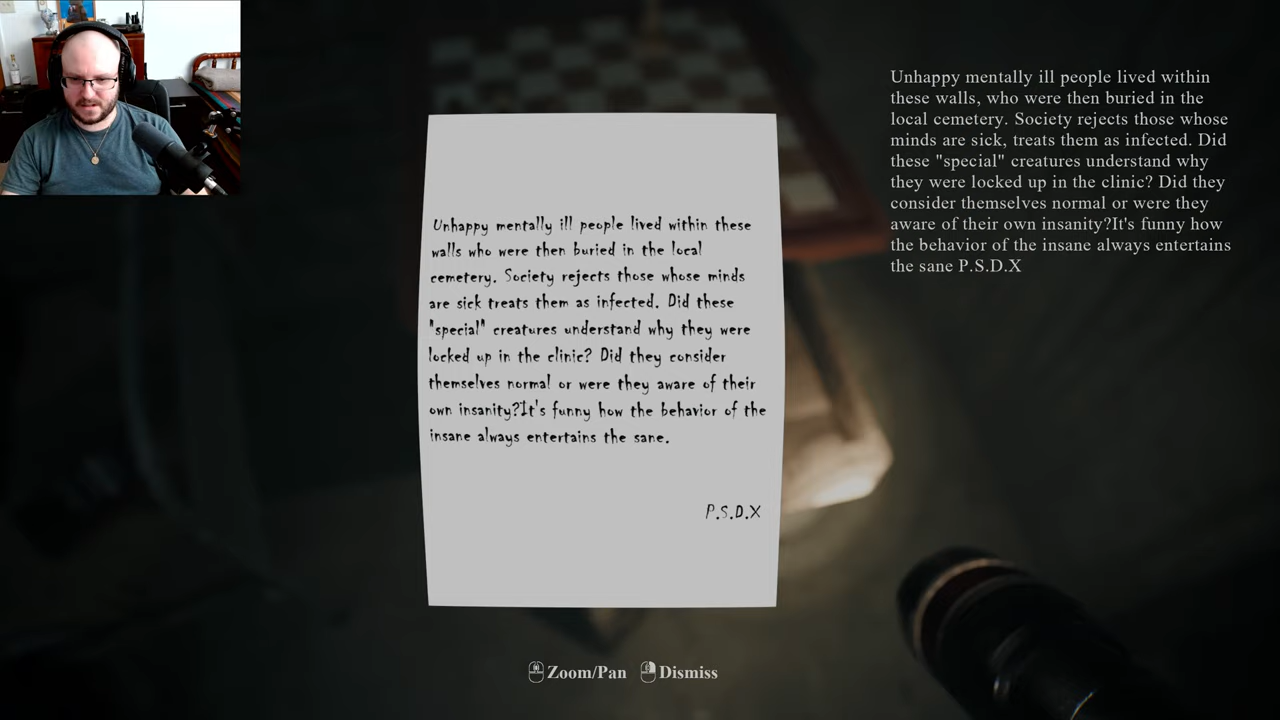 Unhappy mentally ill people lived within these
walls who were then buried in the local
cemetery. Society rejects those whose minds
are sick treats them as infected. Did these
"special" creatures understand why they were
locked up in the clinic? Did they consider
themselves normal or were they aware of their
own insanity?It's funny how the behavior of the
insane always entertains the sane.
P.S.D.X
Unhappy mentally ill people lived within
these walls, who were then buried in the
local cemetery. Society rejects those whose
minds are sick, treats them as infected. Did
these "special" creatures understand why
they were locked up in the clinic? Did they
consider themselves normal or were they
aware of their own insanity?It's funny how
the behavior of the insane always entertains
the sane P.S.D.X
Zoom/Pan Dismiss